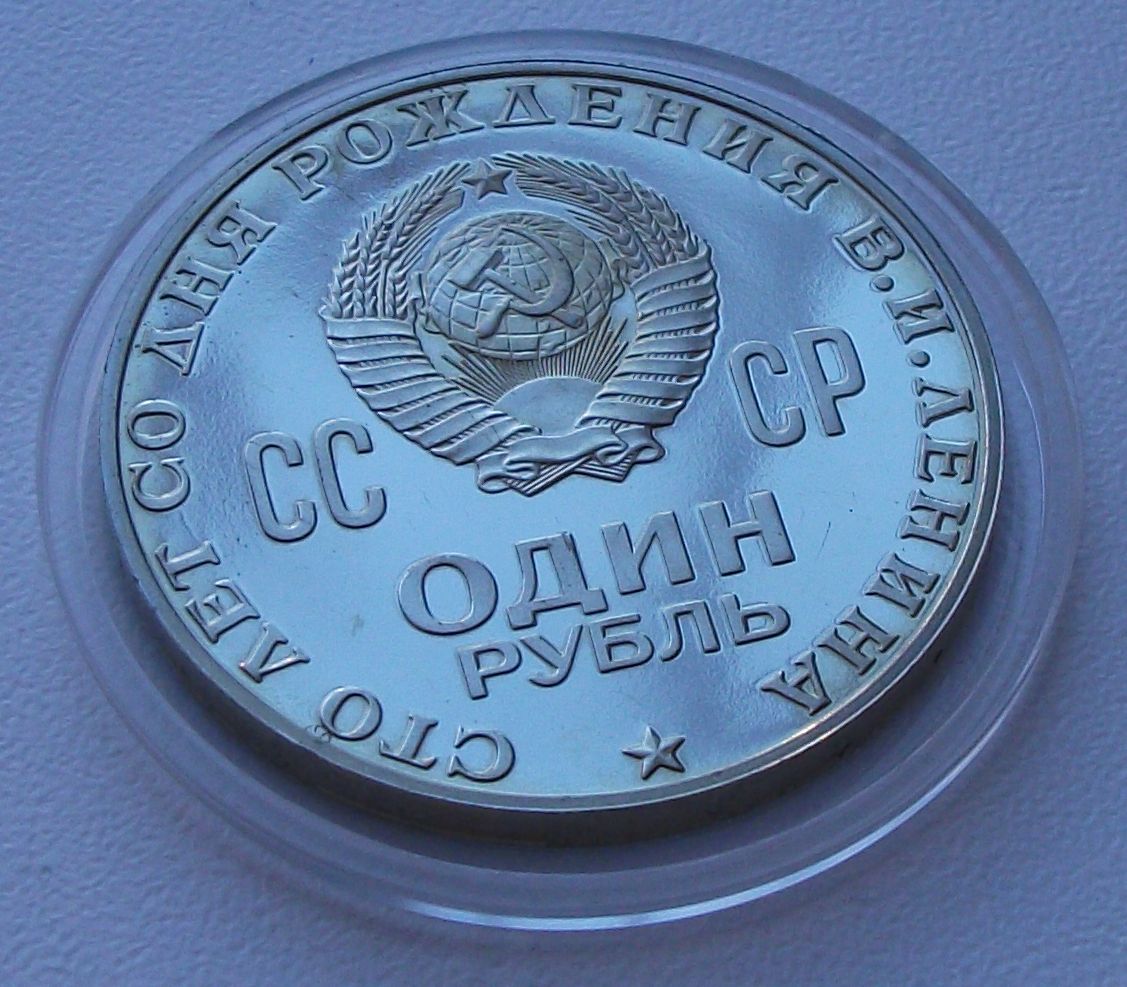 СТО ЛЕТ СО ДНЯ РОЖДЕНИЯ В.И.ЛЕНИНА
СС СР
ОДИН
РУБЛЬ